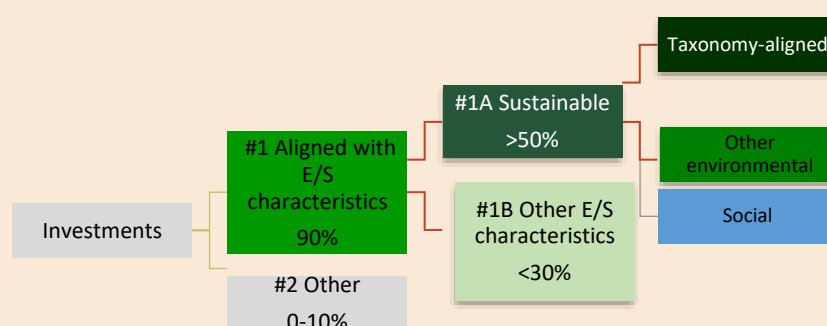 Investments
#1 Aligned with
E/S
characteristics
90%
#2 Other
0-10%
#1A Sustainable
>50%
#1B Other E/S
characteristics
<30%
Taxonomy-aligned
Other
environmental
Social